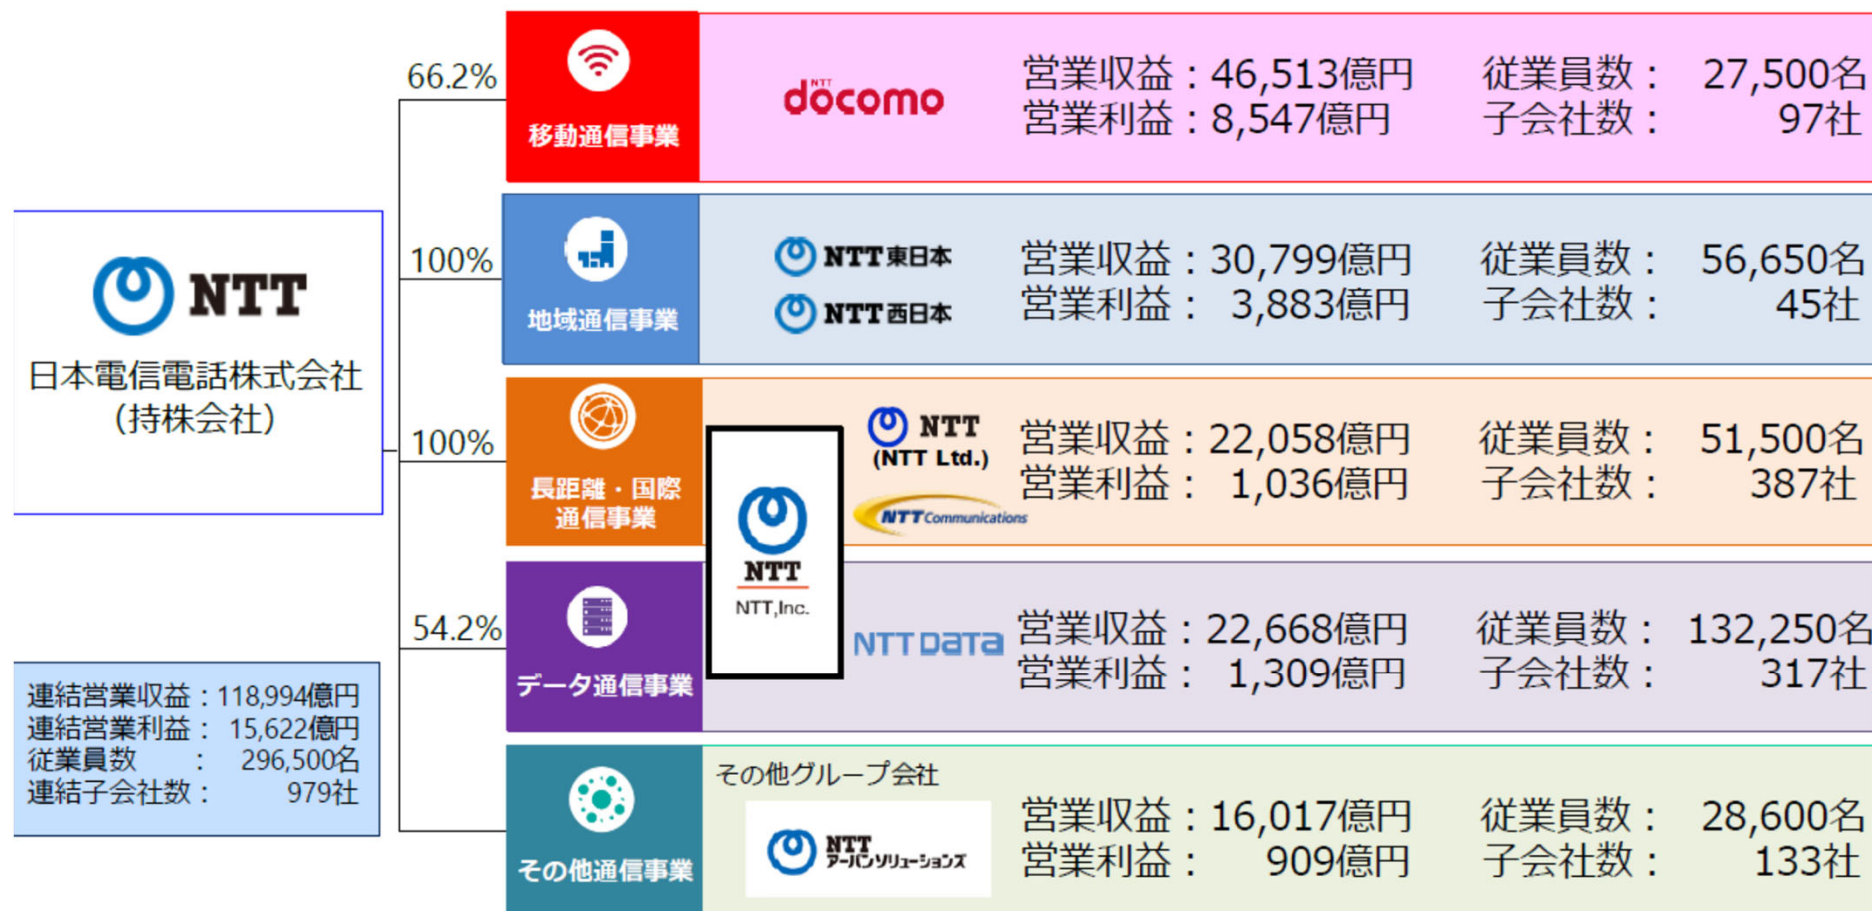 NTT
日本電信電話株式会社
（持株会社）
連結営業収益：118,994億円
連結営業利益： 15,622億円
従業員数 ： 296,500名
連結子会社数： 979社
66.2%
移動通信事業
NTT
docomo
営業収益：46,513億円 従業員数： 27,500名
営業利益：8,547億円 子会社数： 97社
100%
地域通信事業
NTT東日本
NTT西日本
営業収益：30,799億円 従業員数： 56,650名
営業利益： 3,883億円 子会社数： 45社
100%
長距離・国際
通信事業
NTT
NTT,Inc.
NTT
(NTT Ltd.)
NTT Communications
営業収益：22,058億円 従業員数： 51,500名
営業利益： 1,036億円 子会社数： 387社
54.2%
データ通信事業
NTT DATA
営業収益：22,668億円 従業員数： 132,250名
営業利益： 1,309億円 子会社数： 317社
その他通信事業
その他グループ会社
NTT
アーバンソリューションズ
営業収益：16,017億円 従業員数： 28,600名
営業利益： 909億円 子会社数： 133社